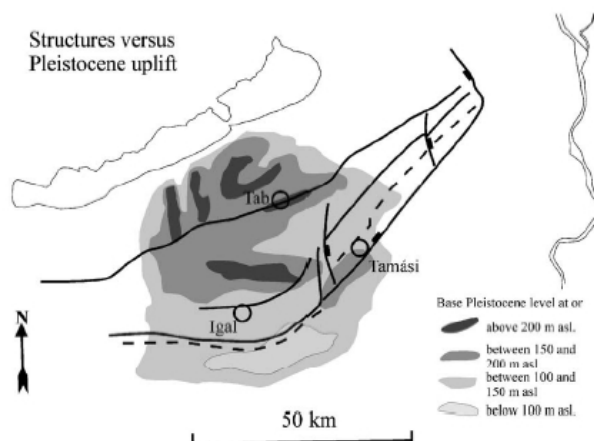 Structures versus
Pleistocene uplift
Tab
Tamási
Igal
N
50 km
Base Pleistocene level at or
above 200 m asl.
between 150 and
200 m asl
between 100 and
150 m asl
below 100 m asl.